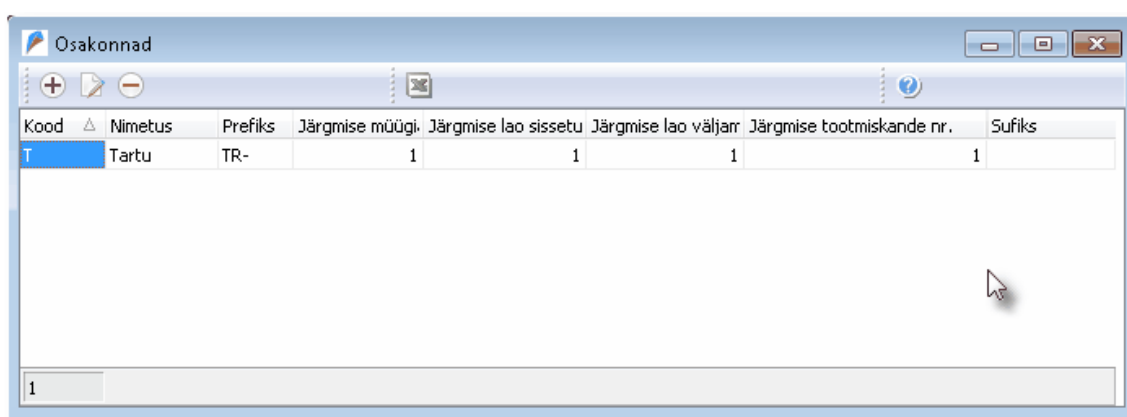 Osakonnad
Kood Nimetus Prefiks Järgmise müügi. Järgmise lao sissetu Järgmise lao väljam Järgmise tootmiskande nr. Sufiks
T Tartu TR- 1 1 1 1
1